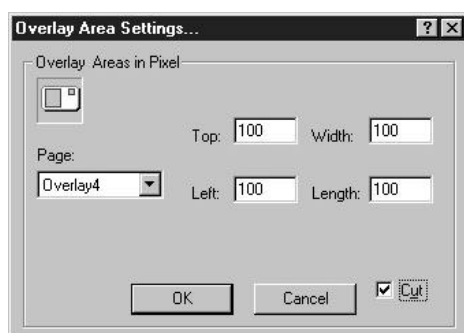 Overlay Area Settings...
Overlay Areas in Pixel
Top: 100 Width: 100
Page:
Overlay4 Left: 100 Length: 100
OK Cancel Cut